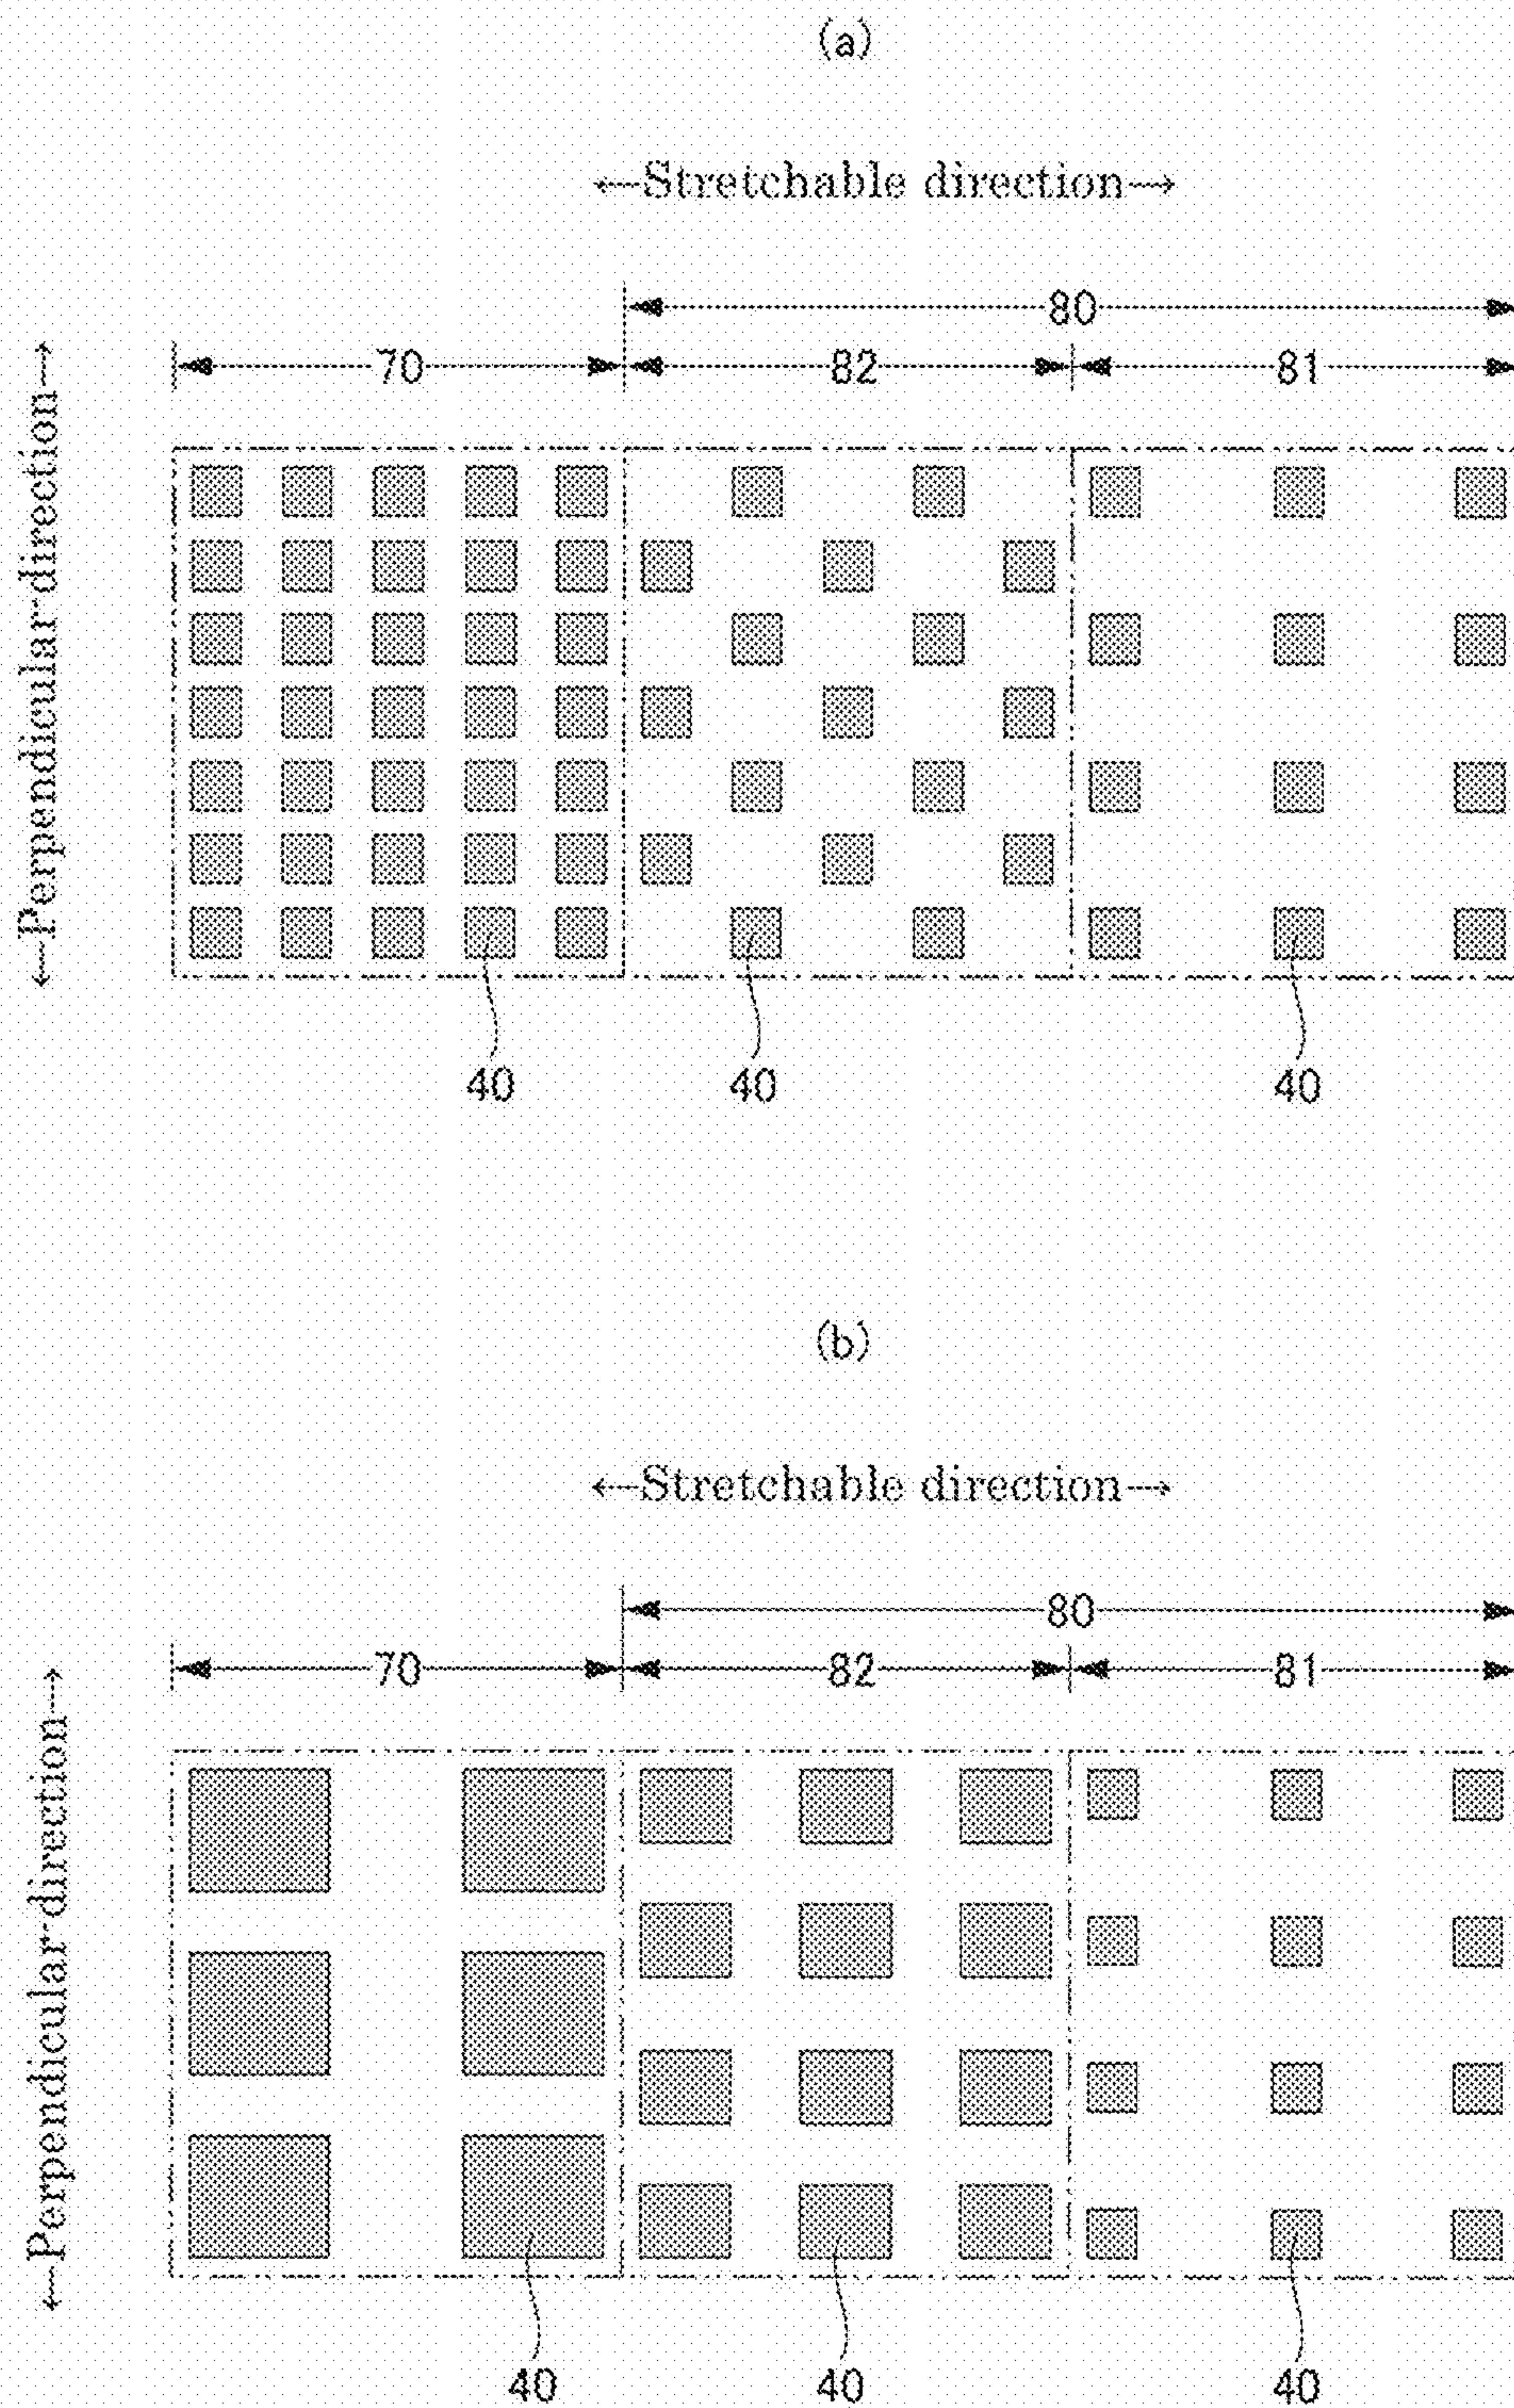 (a)
←Stretchable direction→
80
70 82 81
←Perpendicular direction→
40 40 40
(b)
←Stretchable direction→
80
70 82 81
←Perpendicular direction→
40 40 40